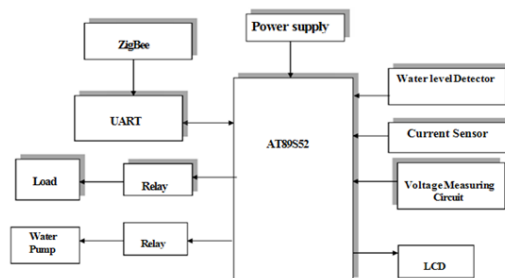 ZigBee
Power supply
Water level Detector
UART
AT89S52
Current Sensor
Load
Relay
Voltage Measuring
Circuit
Water
Pump
Relay
LCD